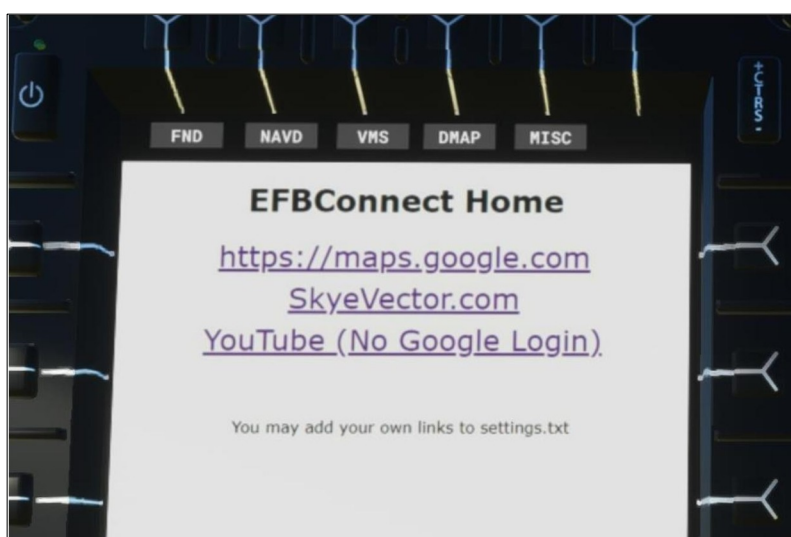 +CTRS-
FND NAVD VMS DMAP MISC
EFBConnect Home
https://maps.google.com
SkyeVector.com
YouTube (No Google Login)
You may add your own links to settings.txt